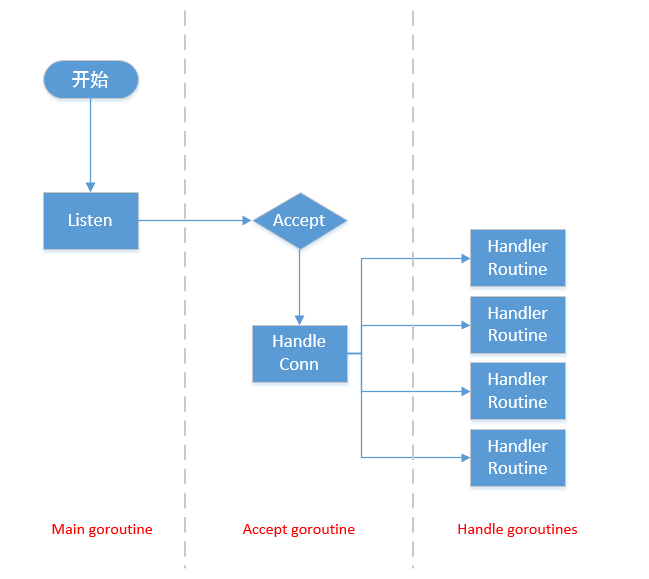 开始
Listen
Accept
Handle
Conn
Handler
Routine
Handler
Routine
Handler
Routine
Handler
Routine
Main goroutine
Accept goroutine
Handle goroutines